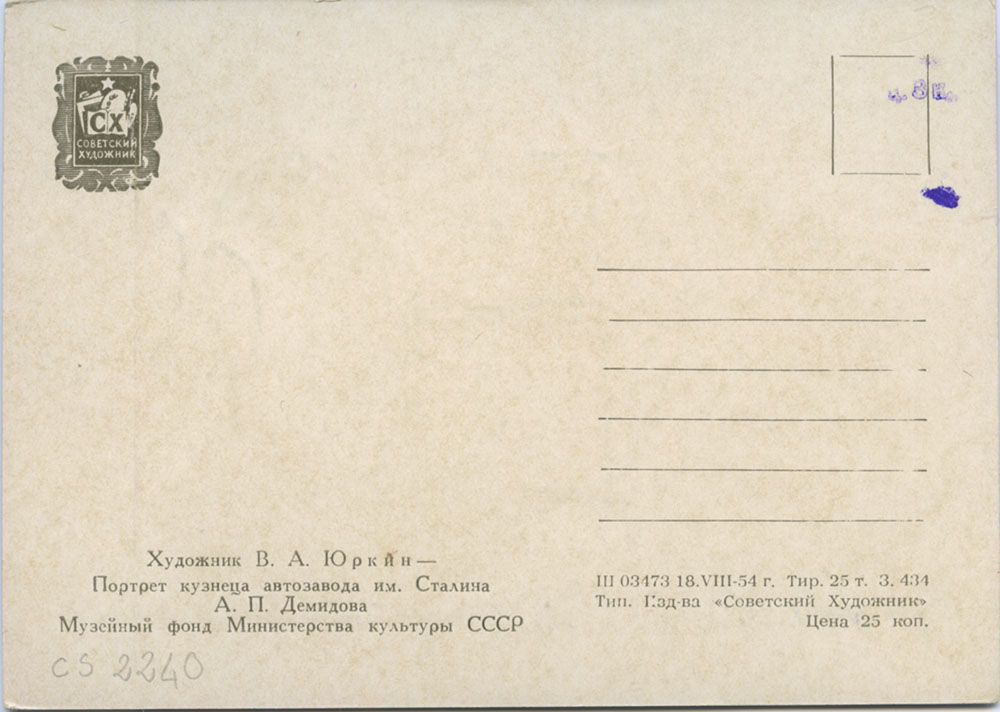 СХ
СОВЕТСКИЙ
ХУДОЖНИК
ц. 3 к.
Художник В. А. Юркин —
Портрет кузнеца автозавода им. Сталина
А. П. Демидова
Музейный фонд Министерства культуры СССР
Ш 03473 18.VIII-54 г. Тир. 25 т. З. 434
Тип. Изд-ва «Советский Художник»
Цена 25 коп.
CS 2240